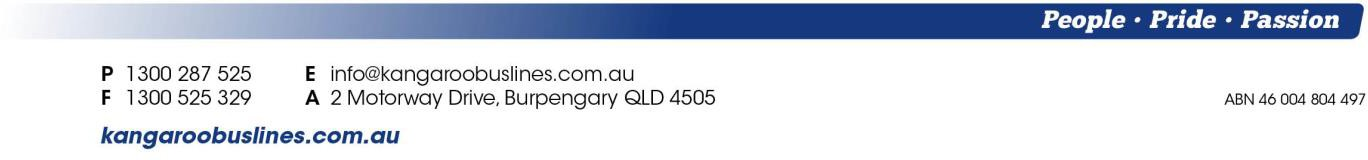 People • Pride • Passion
P 1300 287 525 E info@kangaroobuslines.com.au
F 1300 525 329 A 2 Motorway Drive, Burpengary QLD 4505
ABN 46 004 804 497
kangaroobuslines.com.au